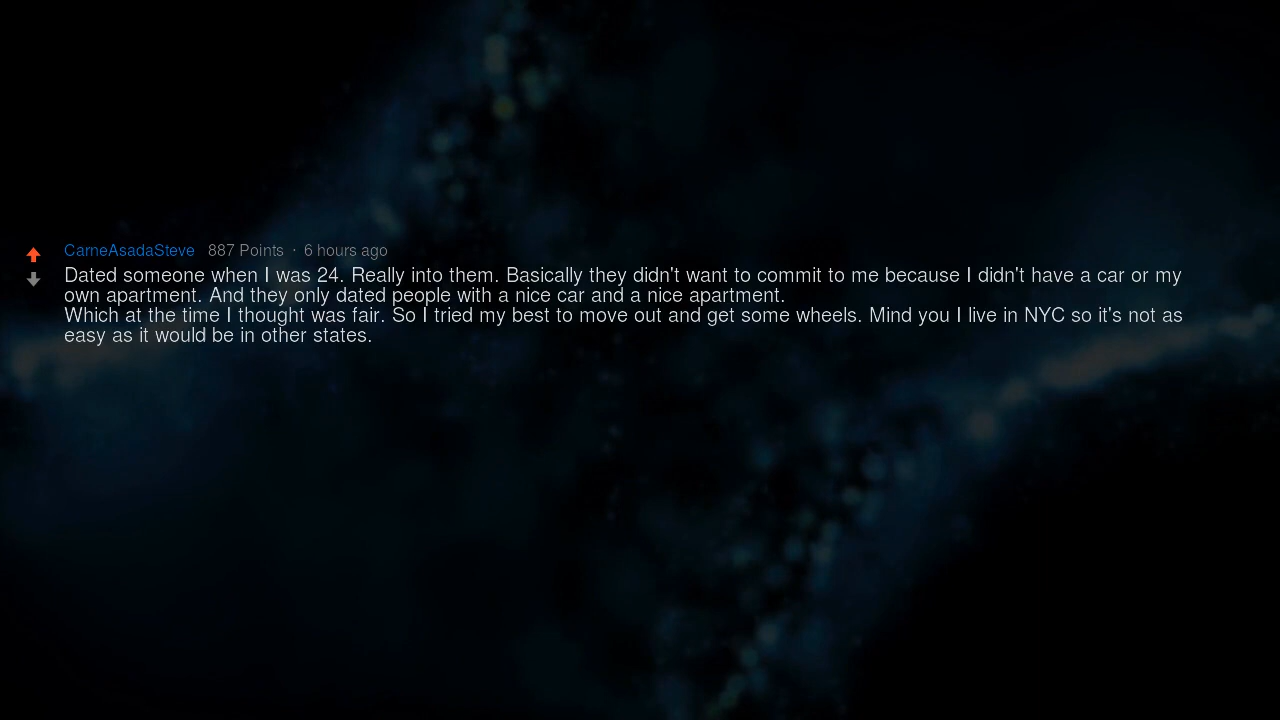 CarneAsadaSteve 887 Points · 6 hours ago
Dated someone when I was 24. Really into them. Basically they didn't want to commit to me because I didn't have a car or my
own apartment. And they only dated people with a nice car and a nice apartment.
Which at the time I thought was fair. So I tried my best to move out and get some wheels. Mind you I live in NYC so it's not as
easy as it would be in other states.